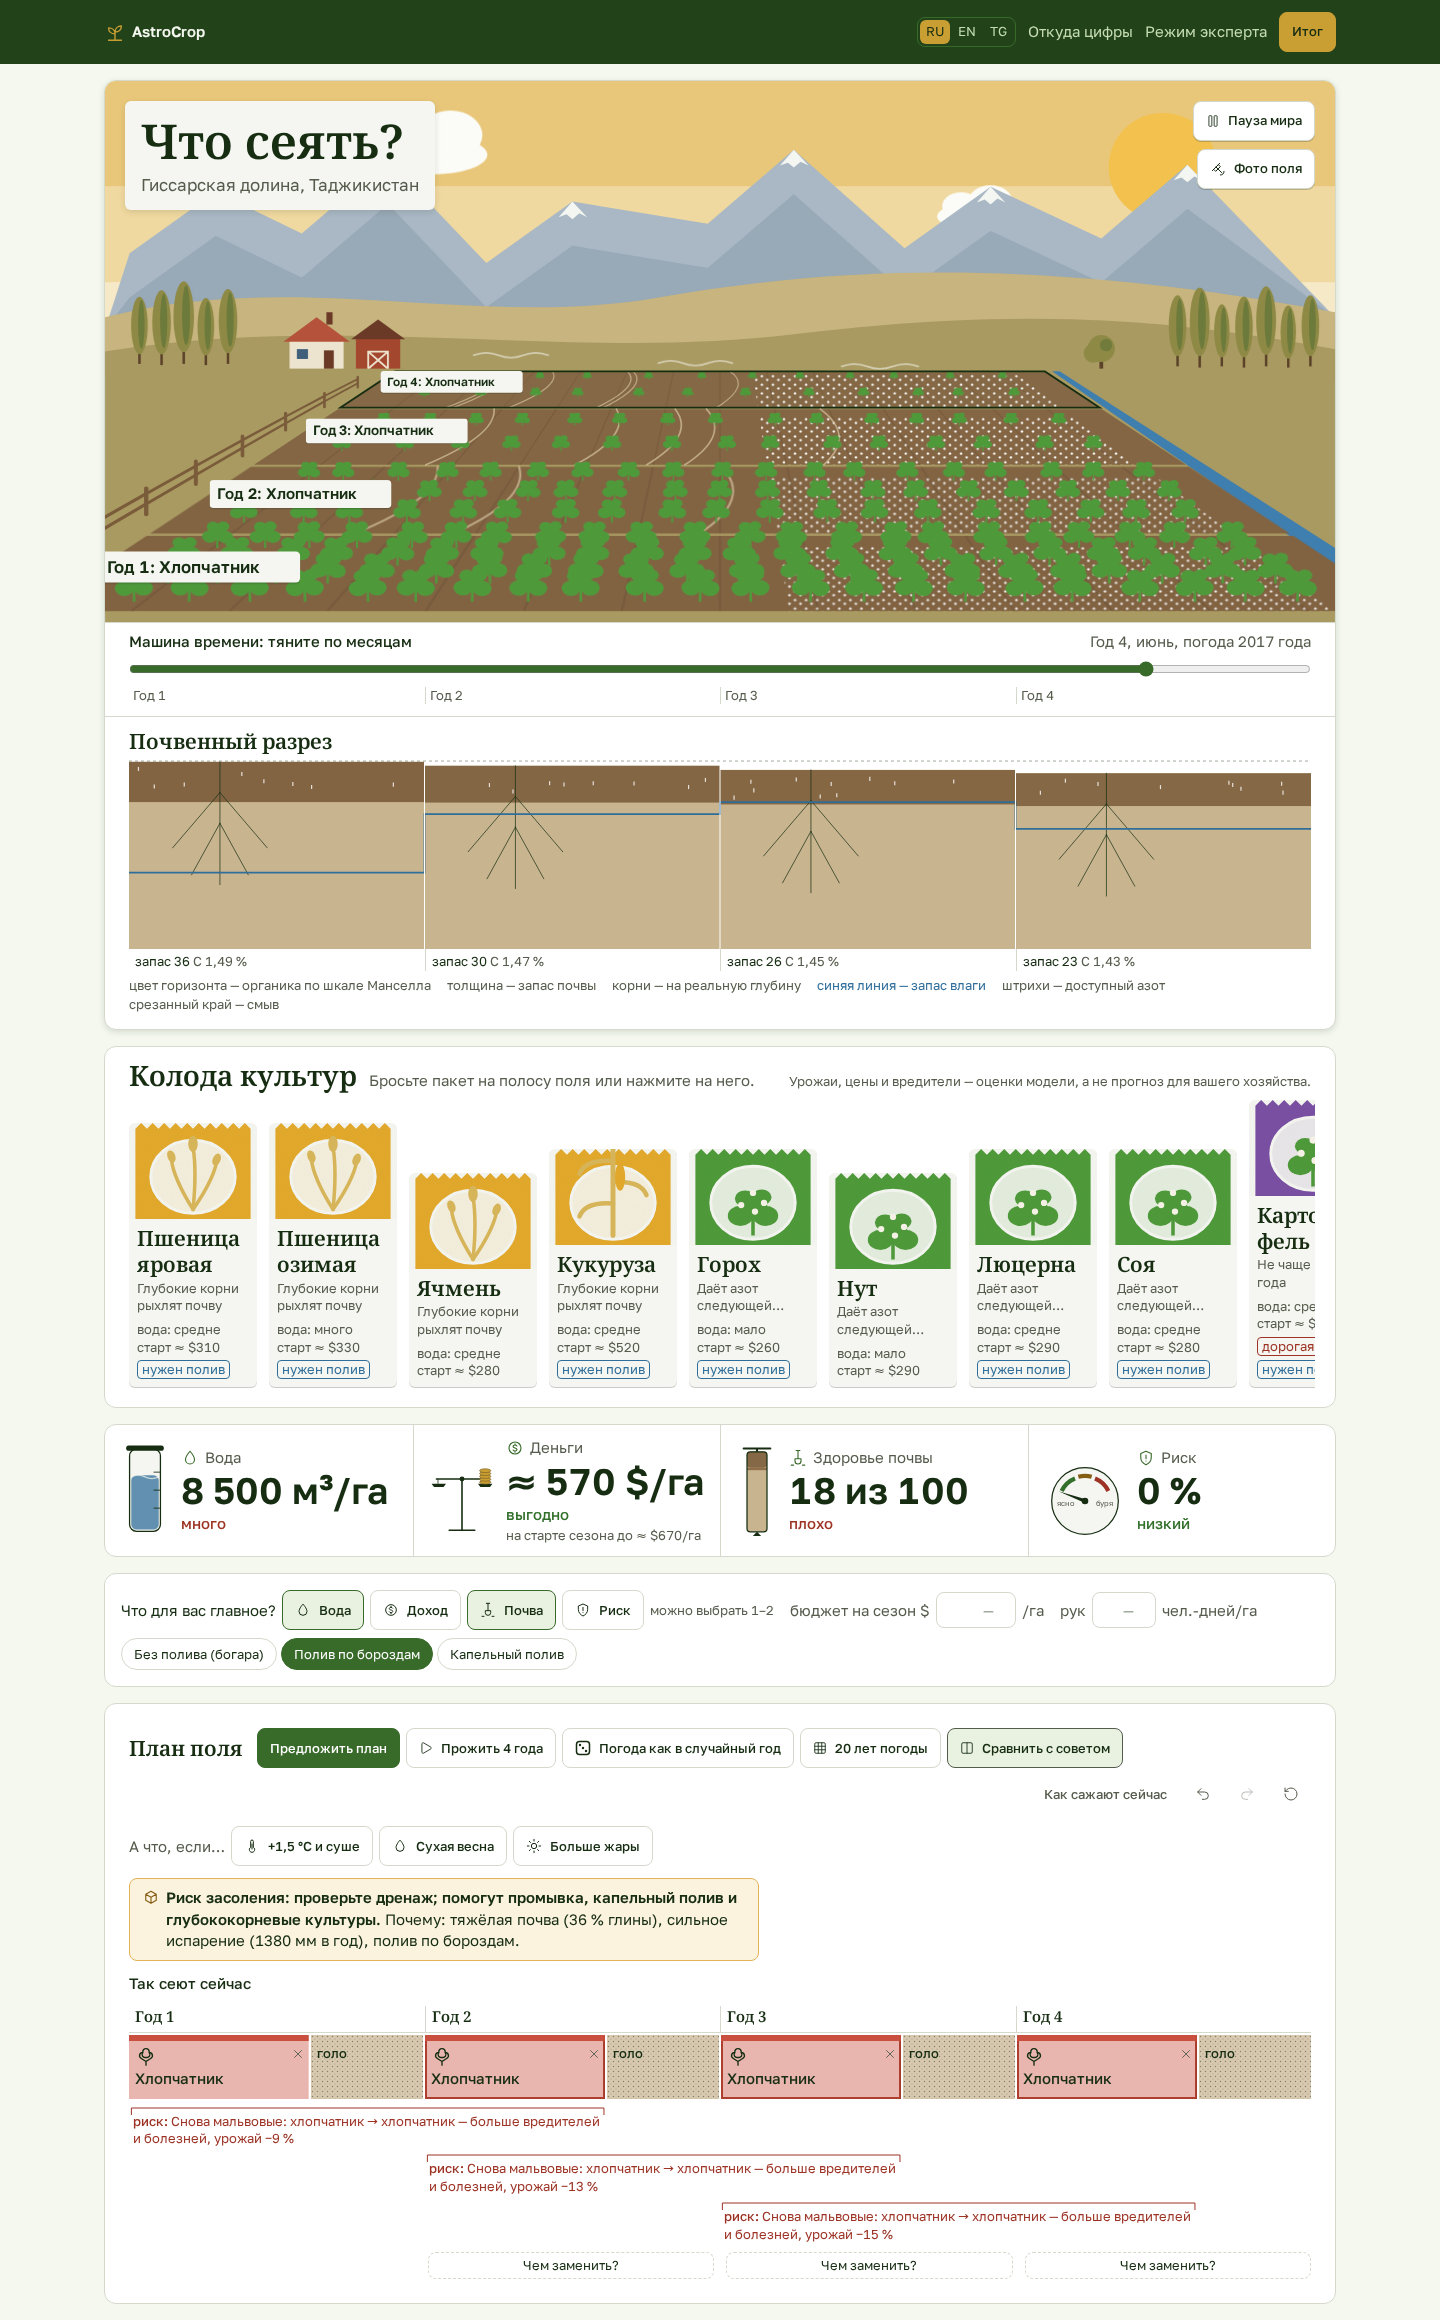 AstroCrop
RU EN TG Откуда цифры Режим эксперта Итог
Что сеять?
Гиссарская долина, Таджикистан
Пауза мира
Фото поля
Год 4: Хлопчатник
Год 3: Хлопчатник
Год 2: Хлопчатник
Год 1: Хлопчатник
Машина времени: тяните по месяцам
Год 4, июнь, погода 2017 года
Год 1 Год 2 Год 3 Год 4
Почвенный разрез
запас 36 C 1,49 % запас 30 C 1,47 % запас 26 C 1,45 % запас 23 C 1,43 %
цвет горизонта — органика по шкале Манселла толщина — запас почвы корни — на реальную глубину синяя линия — запас влаги штрихи — доступный азот
срезанный край — смыв
Колода культур Бросьте пакет на полосу поля или нажмите на него. Урожаи, цены и вредители — оценки модели, а не прогноз для вашего хозяйства.
Пшеница
яровая
Глубокие корни
рыхлят почву
вода: средне
старт ≈ $310
нужен полив
Пшеница
озимая
Глубокие корни
рыхлят почву
вода: много
старт ≈ $330
нужен полив
Ячмень
Глубокие корни
рыхлят почву
вода: средне
старт ≈ $280
Кукуруза
Глубокие корни
рыхлят почву
вода: средне
старт ≈ $520
нужен полив
Горох
Даёт азот
следующей...
вода: мало
старт ≈ $260
нужен полив
Нут
Даёт азот
следующей...
вода: мало
старт ≈ $290
Люцерна
Даёт азот
следующей...
вода: средне
старт ≈ $290
нужен полив
Соя
Даёт азот
следующей...
вода: средне
старт ≈ $280
нужен полив
Карто
фель
Не чаще
года
вода: сре
старт ≈ $
дорогая
нужен по
Вода
8 500 м³/га
много
Деньги
≈ 570 $/га
выгодно
на старте сезона до ≈ $670/га
Здоровье почвы
18 из 100
плохо
ясно буря
Риск
0 %
низкий
Что для вас главное? Вода Доход Почва Риск можно выбрать 1–2 бюджет на сезон $ — /га рук — чел.-дней/га
Без полива (богара) Полив по бороздам Капельный полив
План поля Предложить план Прожить 4 года Погода как в случайный год 20 лет погоды Сравнить с советом
Как сажают сейчас
А что, если... +1,5 °C и суше Сухая весна Больше жары
Риск засоления: проверьте дренаж; помогут промывка, капельный полив и
глубококорневые культуры. Почему: тяжёлая почва (36 % глины), сильное
испарение (1380 мм в год), полив по бороздам.
Так сеют сейчас
Год 1 Год 2 Год 3 Год 4
голо голо голо голо
Хлопчатник Хлопчатник Хлопчатник Хлопчатник
риск: Снова мальвовые: хлопчатник → хлопчатник — больше вредителей
и болезней, урожай −9 %
риск: Снова мальвовые: хлопчатник → хлопчатник — больше вредителей
и болезней, урожай −13 %
риск: Снова мальвовые: хлопчатник → хлопчатник — больше вредителей
и болезней, урожай −15 %
Чем заменить? Чем заменить? Чем заменить?